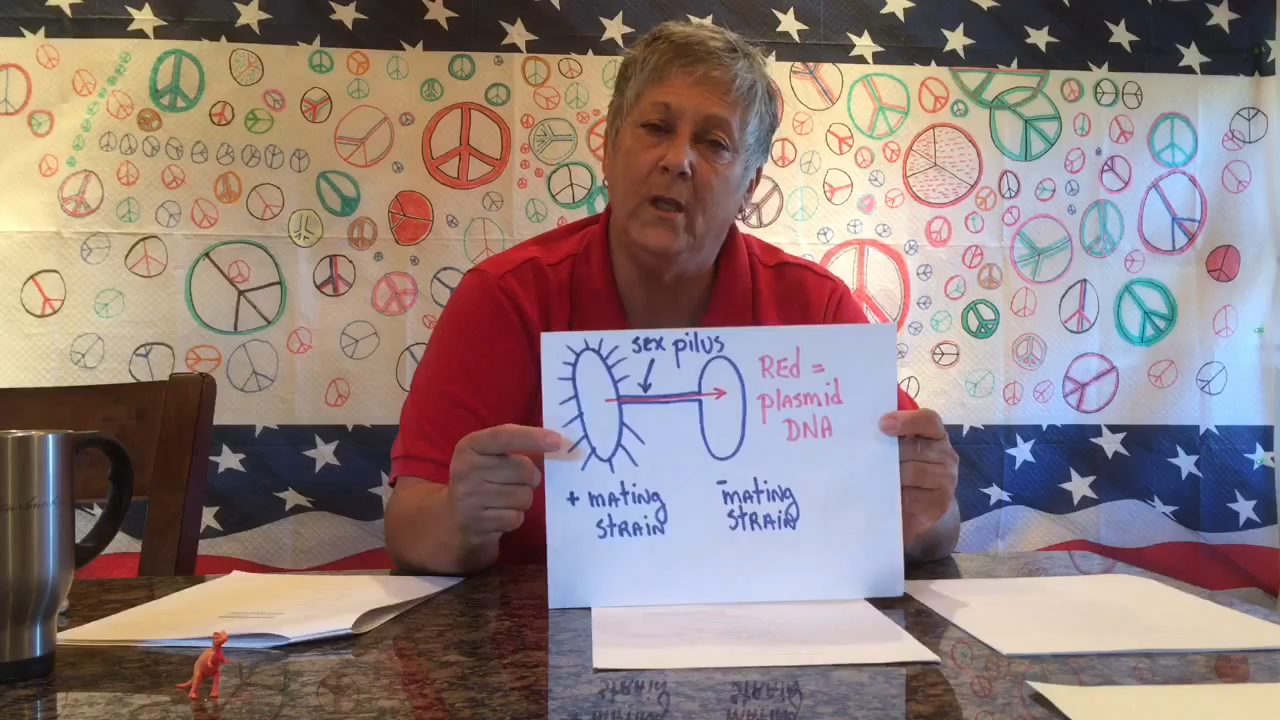 sex pilus
REd =
plasmid
DNA
+ mating
strain
- mating
strain